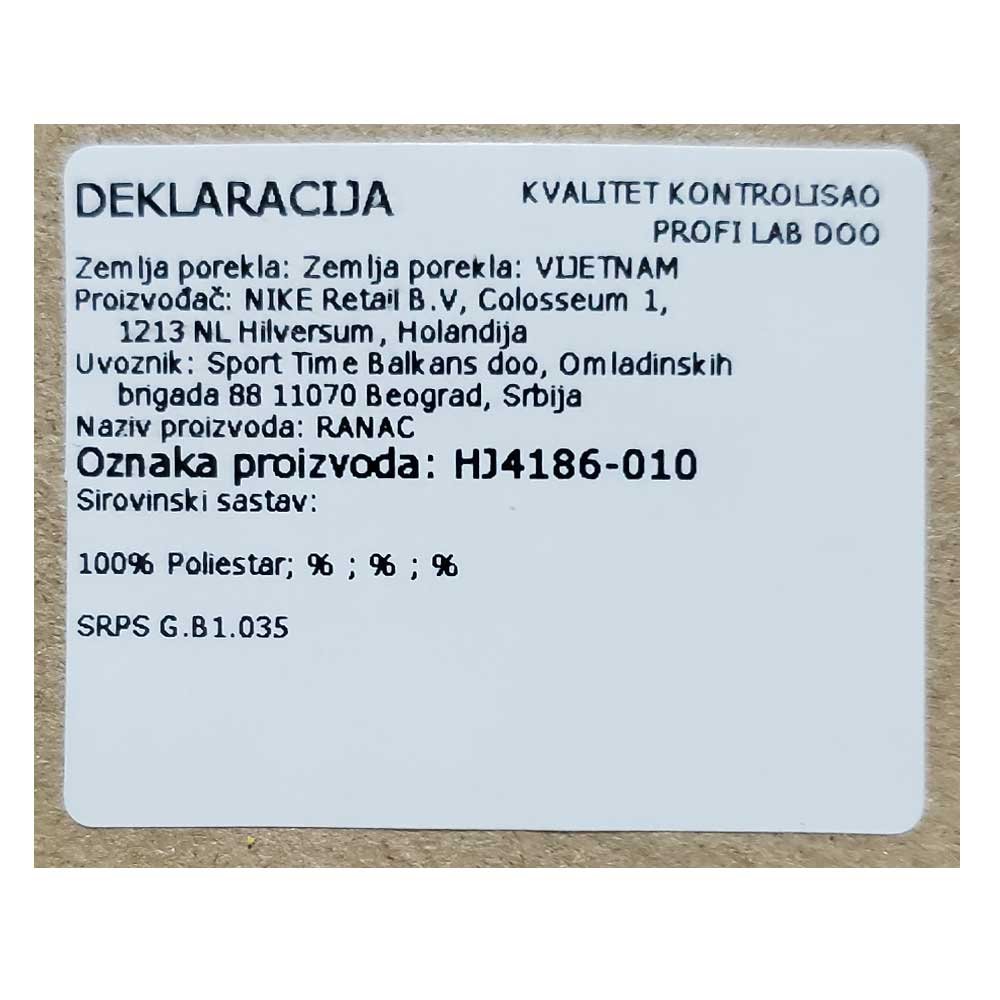 DEKLARACIJA
KVALITET KONTROLISAO
PROFI LAB DOO
Zemlja porekla: Zemlja porekla: VIJETNAM
Proizvođač: NIKE Retail B.V, Colosseum 1,
1213 NL Hilversum, Holandija
Uvoznik: Sport Time Balkans doo, Omladinskih
brigada 88 11070 Beograd, Srbija
Naziv proizvoda: RANAC
Oznaka proizvoda: HJ4186-010
Sirovinski sastav:
100% Poliestar; % ; % ; %
SRPS G.B1.035